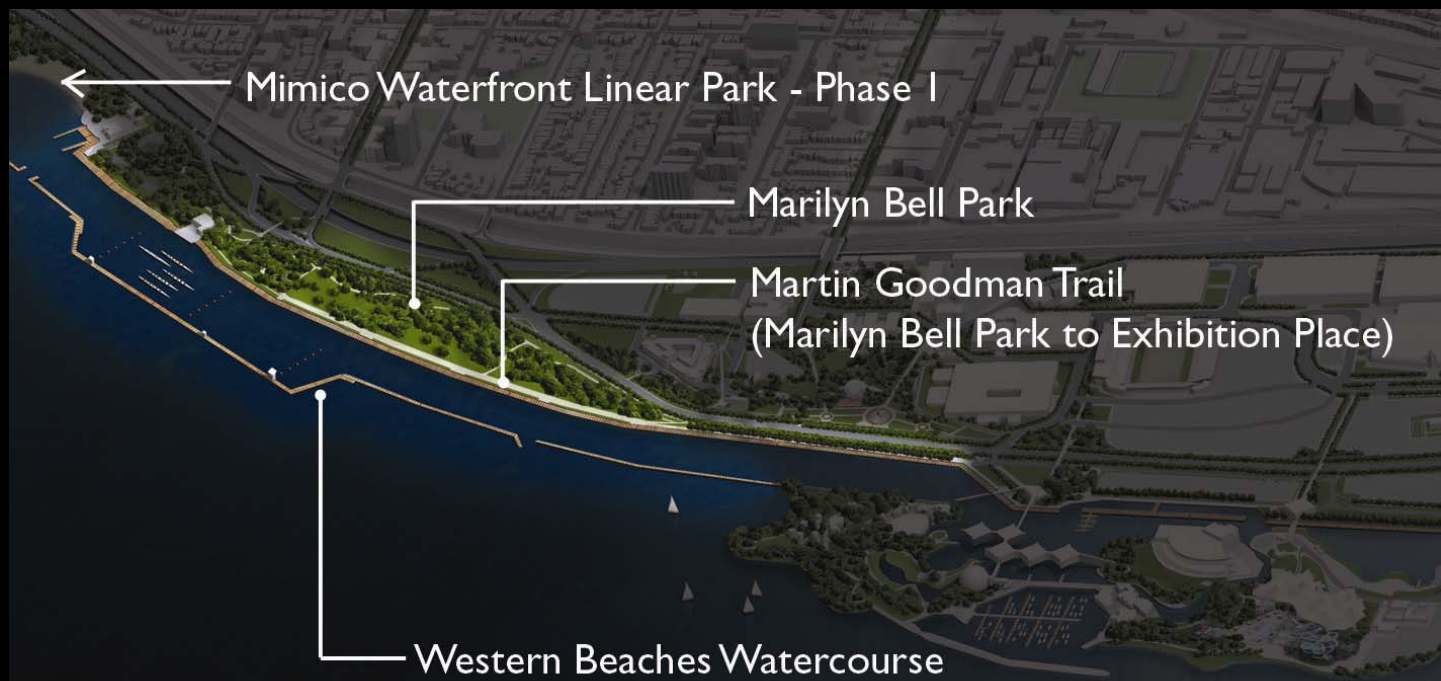 Mimico Waterfront Linear Park - Phase 1
Marilyn Bell Park
Martin Goodman Trail
(Marilyn Bell Park to Exhibition Place)
Western Beaches Watercourse